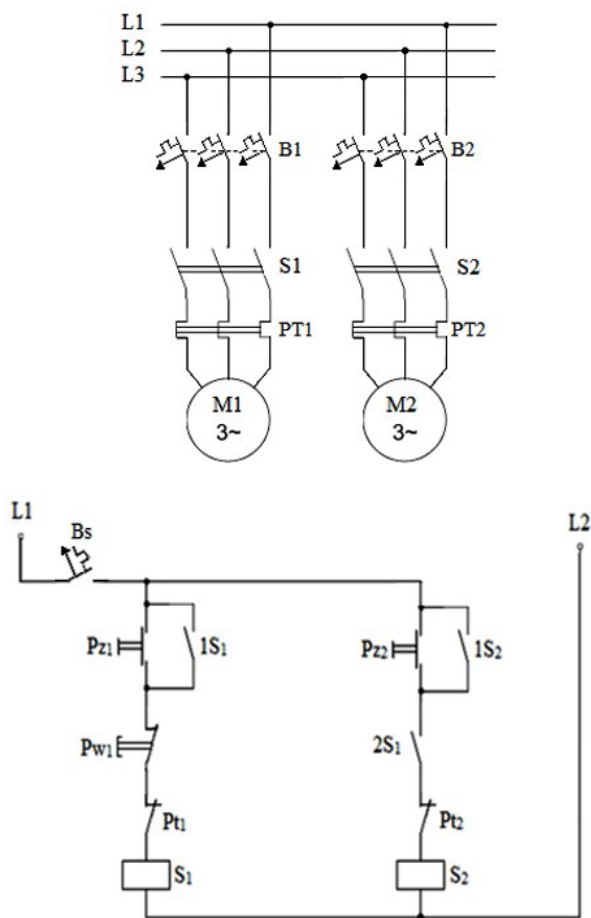 L1
L2
L3
B1 B2
S1 S2
PT1 PT2
M1 M2
3~ 3~
L1 L2
Bs
Pz1 1S1 Pz2 1S2
Pw1 2S1
Pt1 Pt2
S1 S2